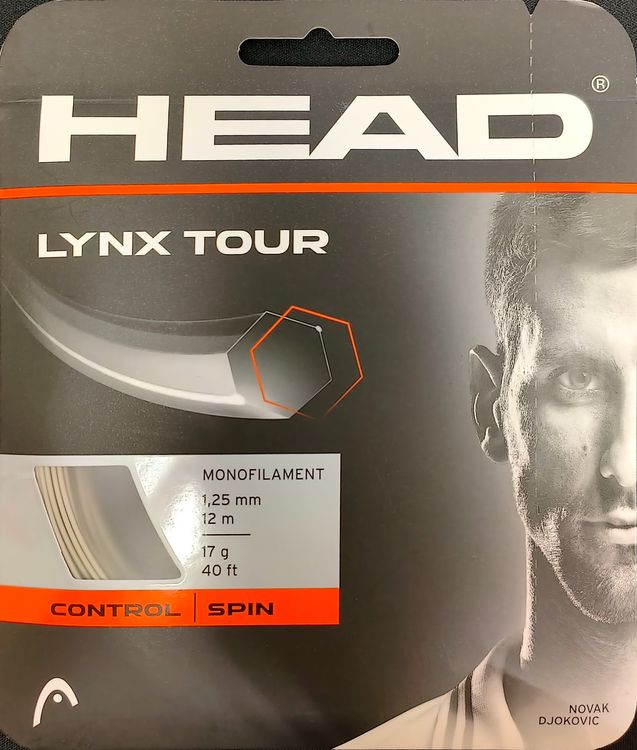 HEAD®
LYNX TOUR
MONOFILAMENT
1,25 mm
12 m
17 g
40 ft
CONTROL | SPIN
NOVAK
DJOKOVIC